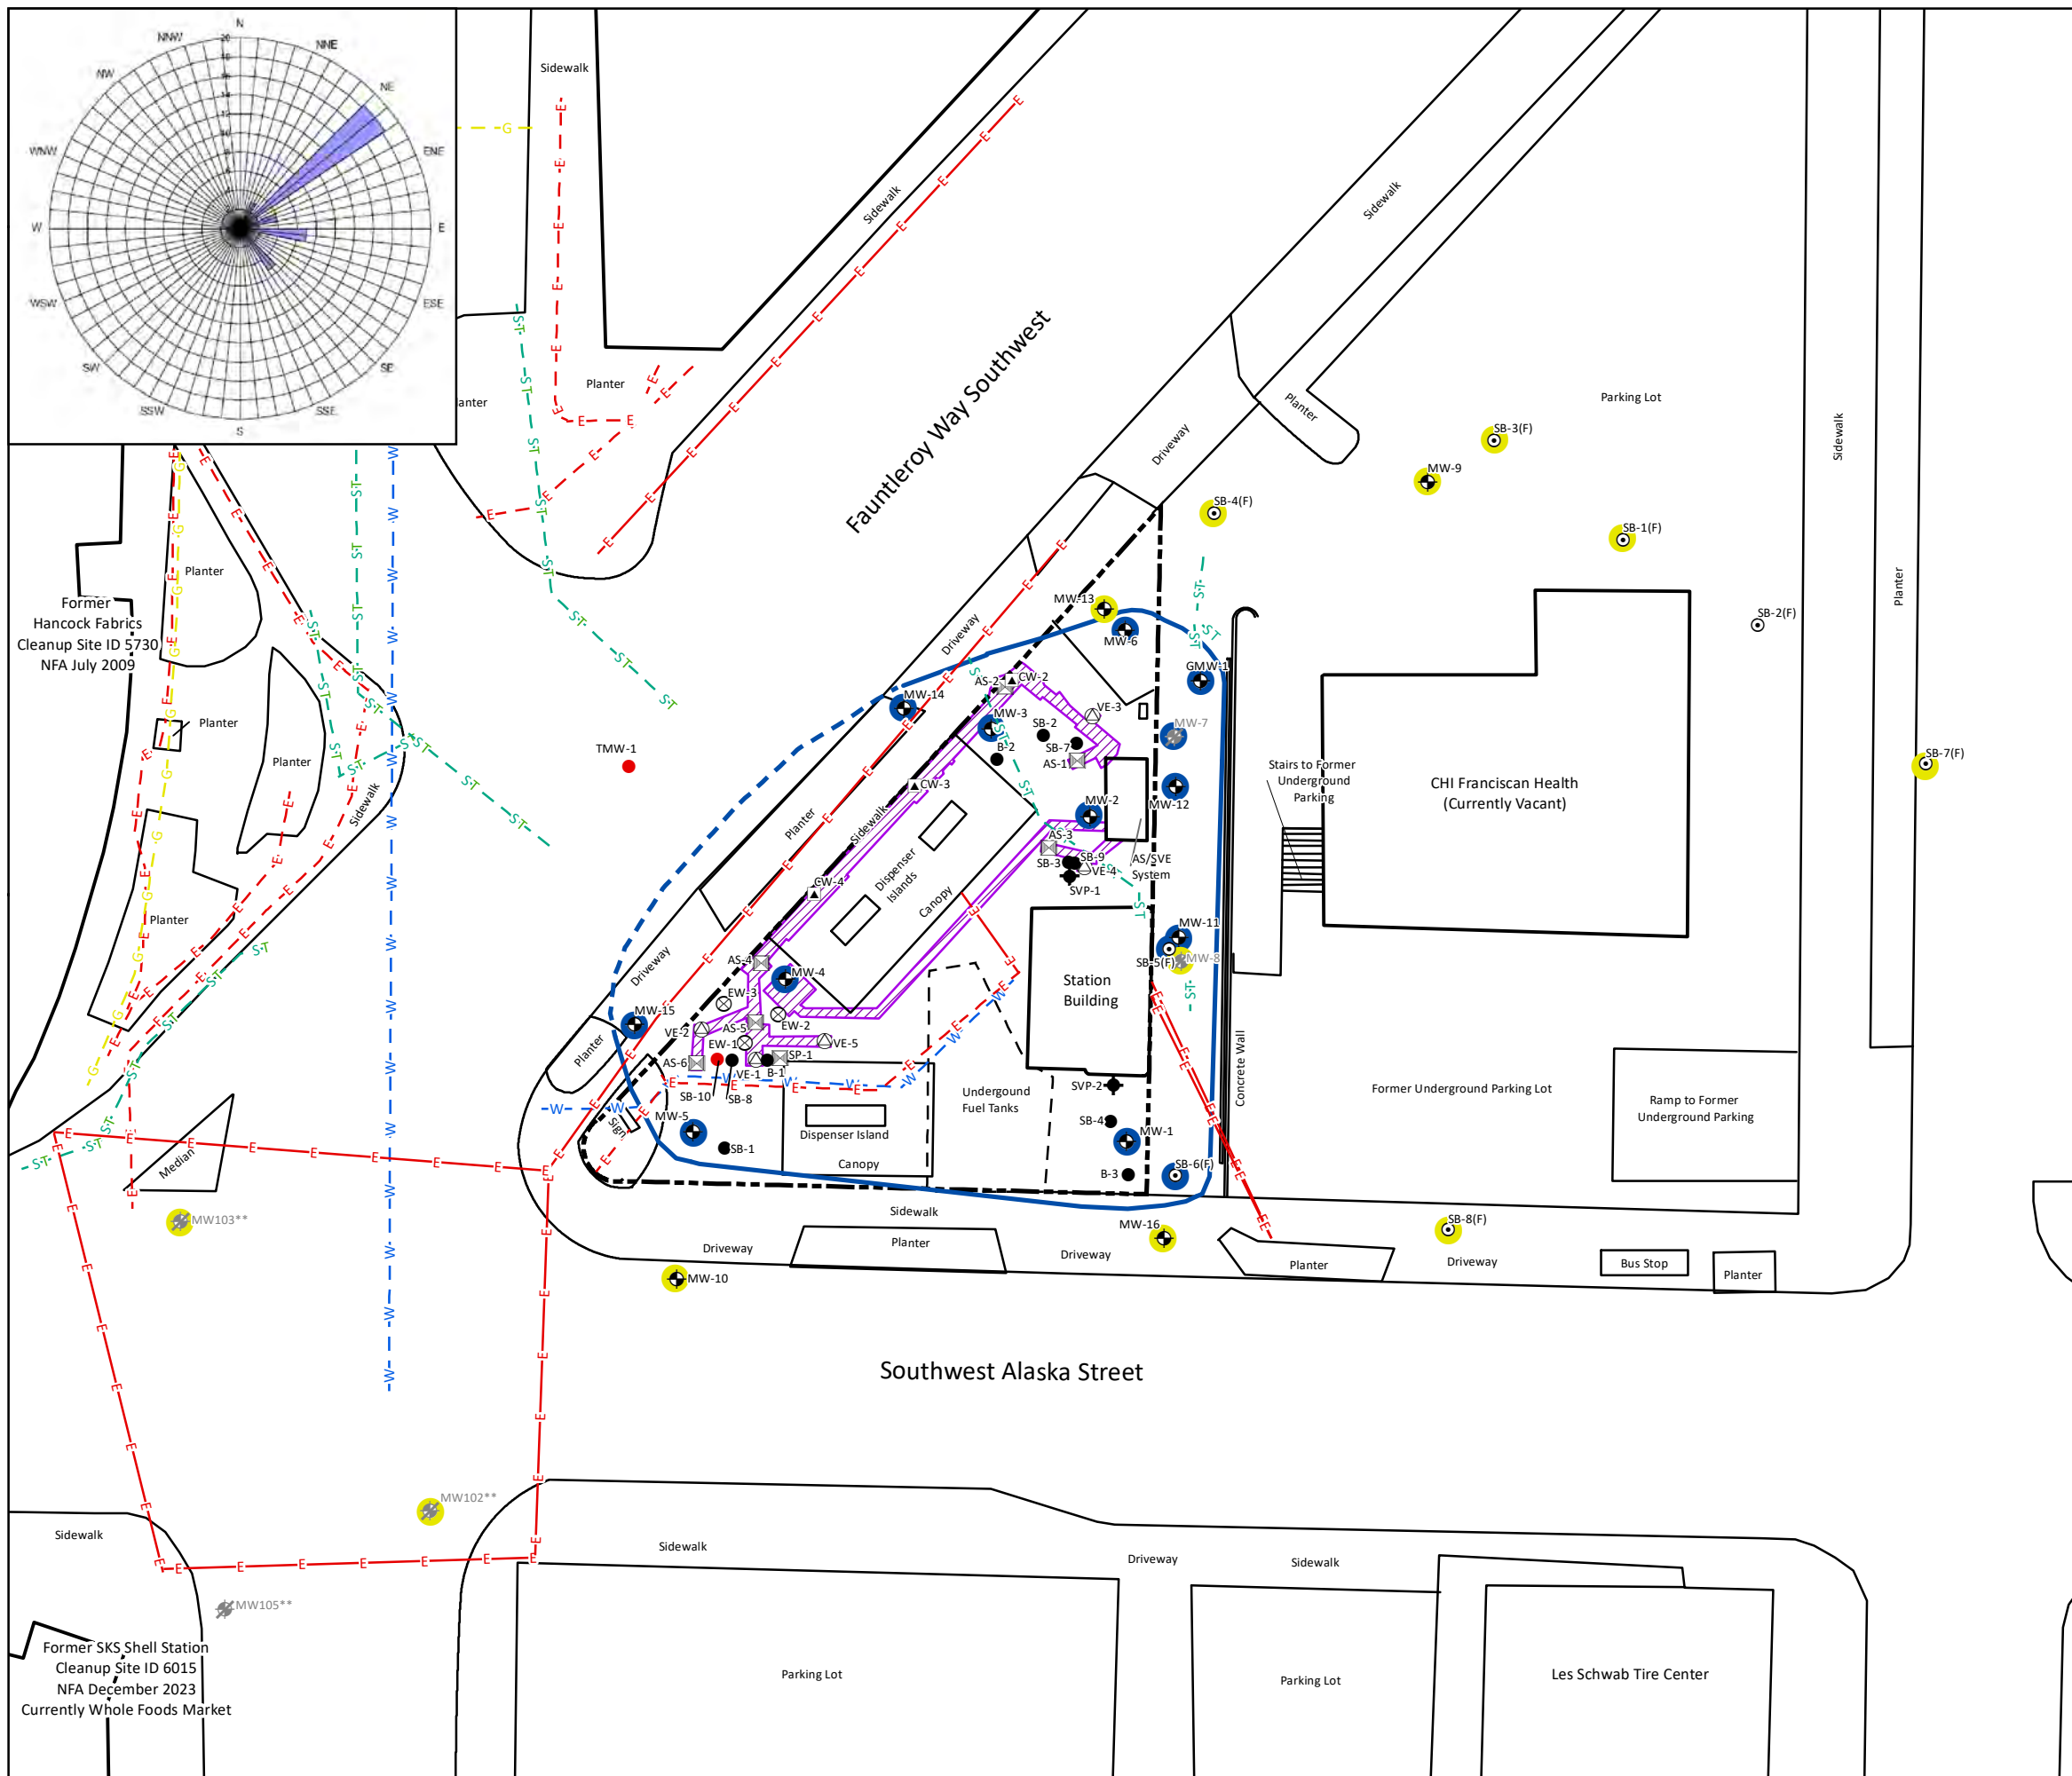 N
NNE
NE
ENE
E
ESE
SE
SSE
S
SSW
SW
WSW
W
WNW
NW
NNW
20
Sidewalk
Sidewalk
Sidewalk
Sidewalk
Planter
Planter
lanter
Fauntleroy Way Southwest
Driveway
Planter
Parking Lot
SB-3(F)
MW-9
SB-4(F)
SB-1(F)
SB-2(F)
SB-7(F)
Former
Hancock Fabrics
Cleanup Site ID 5730
NFA July 2009
Planter
Planter
Planter
Planter
Sidewalk
TMW-1
MW-13
MW-6
GMW-1
Driveway
MW-14
AS-2
CW-2
MW-3
SB-2
VE-3
MW-7
B-2
SB-7
AS-1
CW-3
MW-2
MW-12
Stairs to Former
Underground
Parking
CHI Franciscan Health
(Currently Vacant)
Planter
Sidewalk
Dispenser
Islands
Canopy
AS-3
SB-3
SB-9
VE-4
SVP-1
AS/SVE
System
CW-4
MW-11
SB-5(F)
MW-8
Driveway
AS-4
MW-4
EW-3
EW-2
MW-15
VE-2
AS-5
EW-1
VE-5
AS-6
VE-1
B-1
SP-1
SB-10
SB-8
Planter
Sign
MW-5
SB-1
Station
Building
Undergound
Fuel Tanks
SVP-2
SB-4
MW-1
B-3
SB-6(F)
Dispenser Island
Canopy
Concrete Wall
Former Underground Parking Lot
Ramp to Former
Underground Parking
Median
MW103**
Sidewalk
Driveway
Planter
Driveway
MW-16
MW-10
SB-8(F)
Planter
Driveway
Bus Stop
Planter
Southwest Alaska Street
MW102**
MW105**
Sidewalk
Sidewalk
Driveway
Sidewalk
Former SKS Shell Station
Cleanup Site ID 6015
NFA December 2023
Currently Whole Foods Market
Parking Lot
Parking Lot
Les Schwab Tire Center